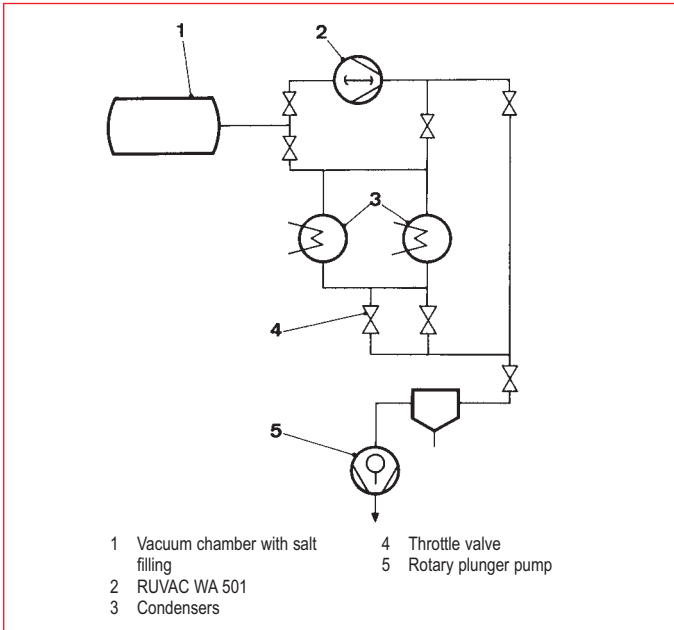 1
2
3
4
5
1 Vacuum chamber with salt
filling
2 RUVAC WA 501
3 Condensers
4 Throttle valve
5 Rotary plunger pump